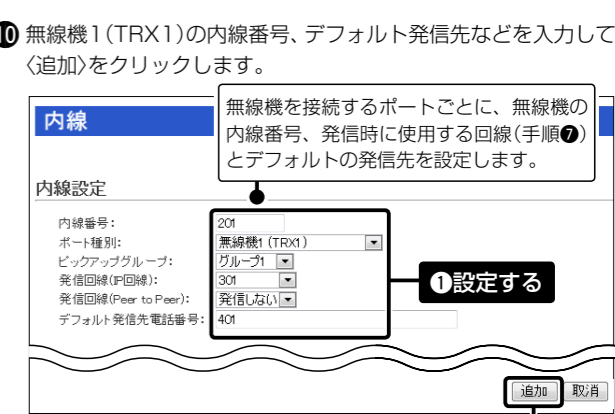 ❿ 無線機1(TRX1)の内線番号、デフォルト発信先などを入力して
〈追加〉をクリックします。
内線
無線機を接続するポートごとに、無線機の
内線番号、発信時に使用する回線(手順❼)
とデフォルトの発信先を設定します。
内線設定
内線番号: 201
ポート種別: 無線機1 (TRX1)
ピックアップグループ: グループ1
発信回線(IP回線): 301
発信回線(Peer to Peer): 発信しない
デフォルト発信先電話番号: 401
❶設定する
追加 取消